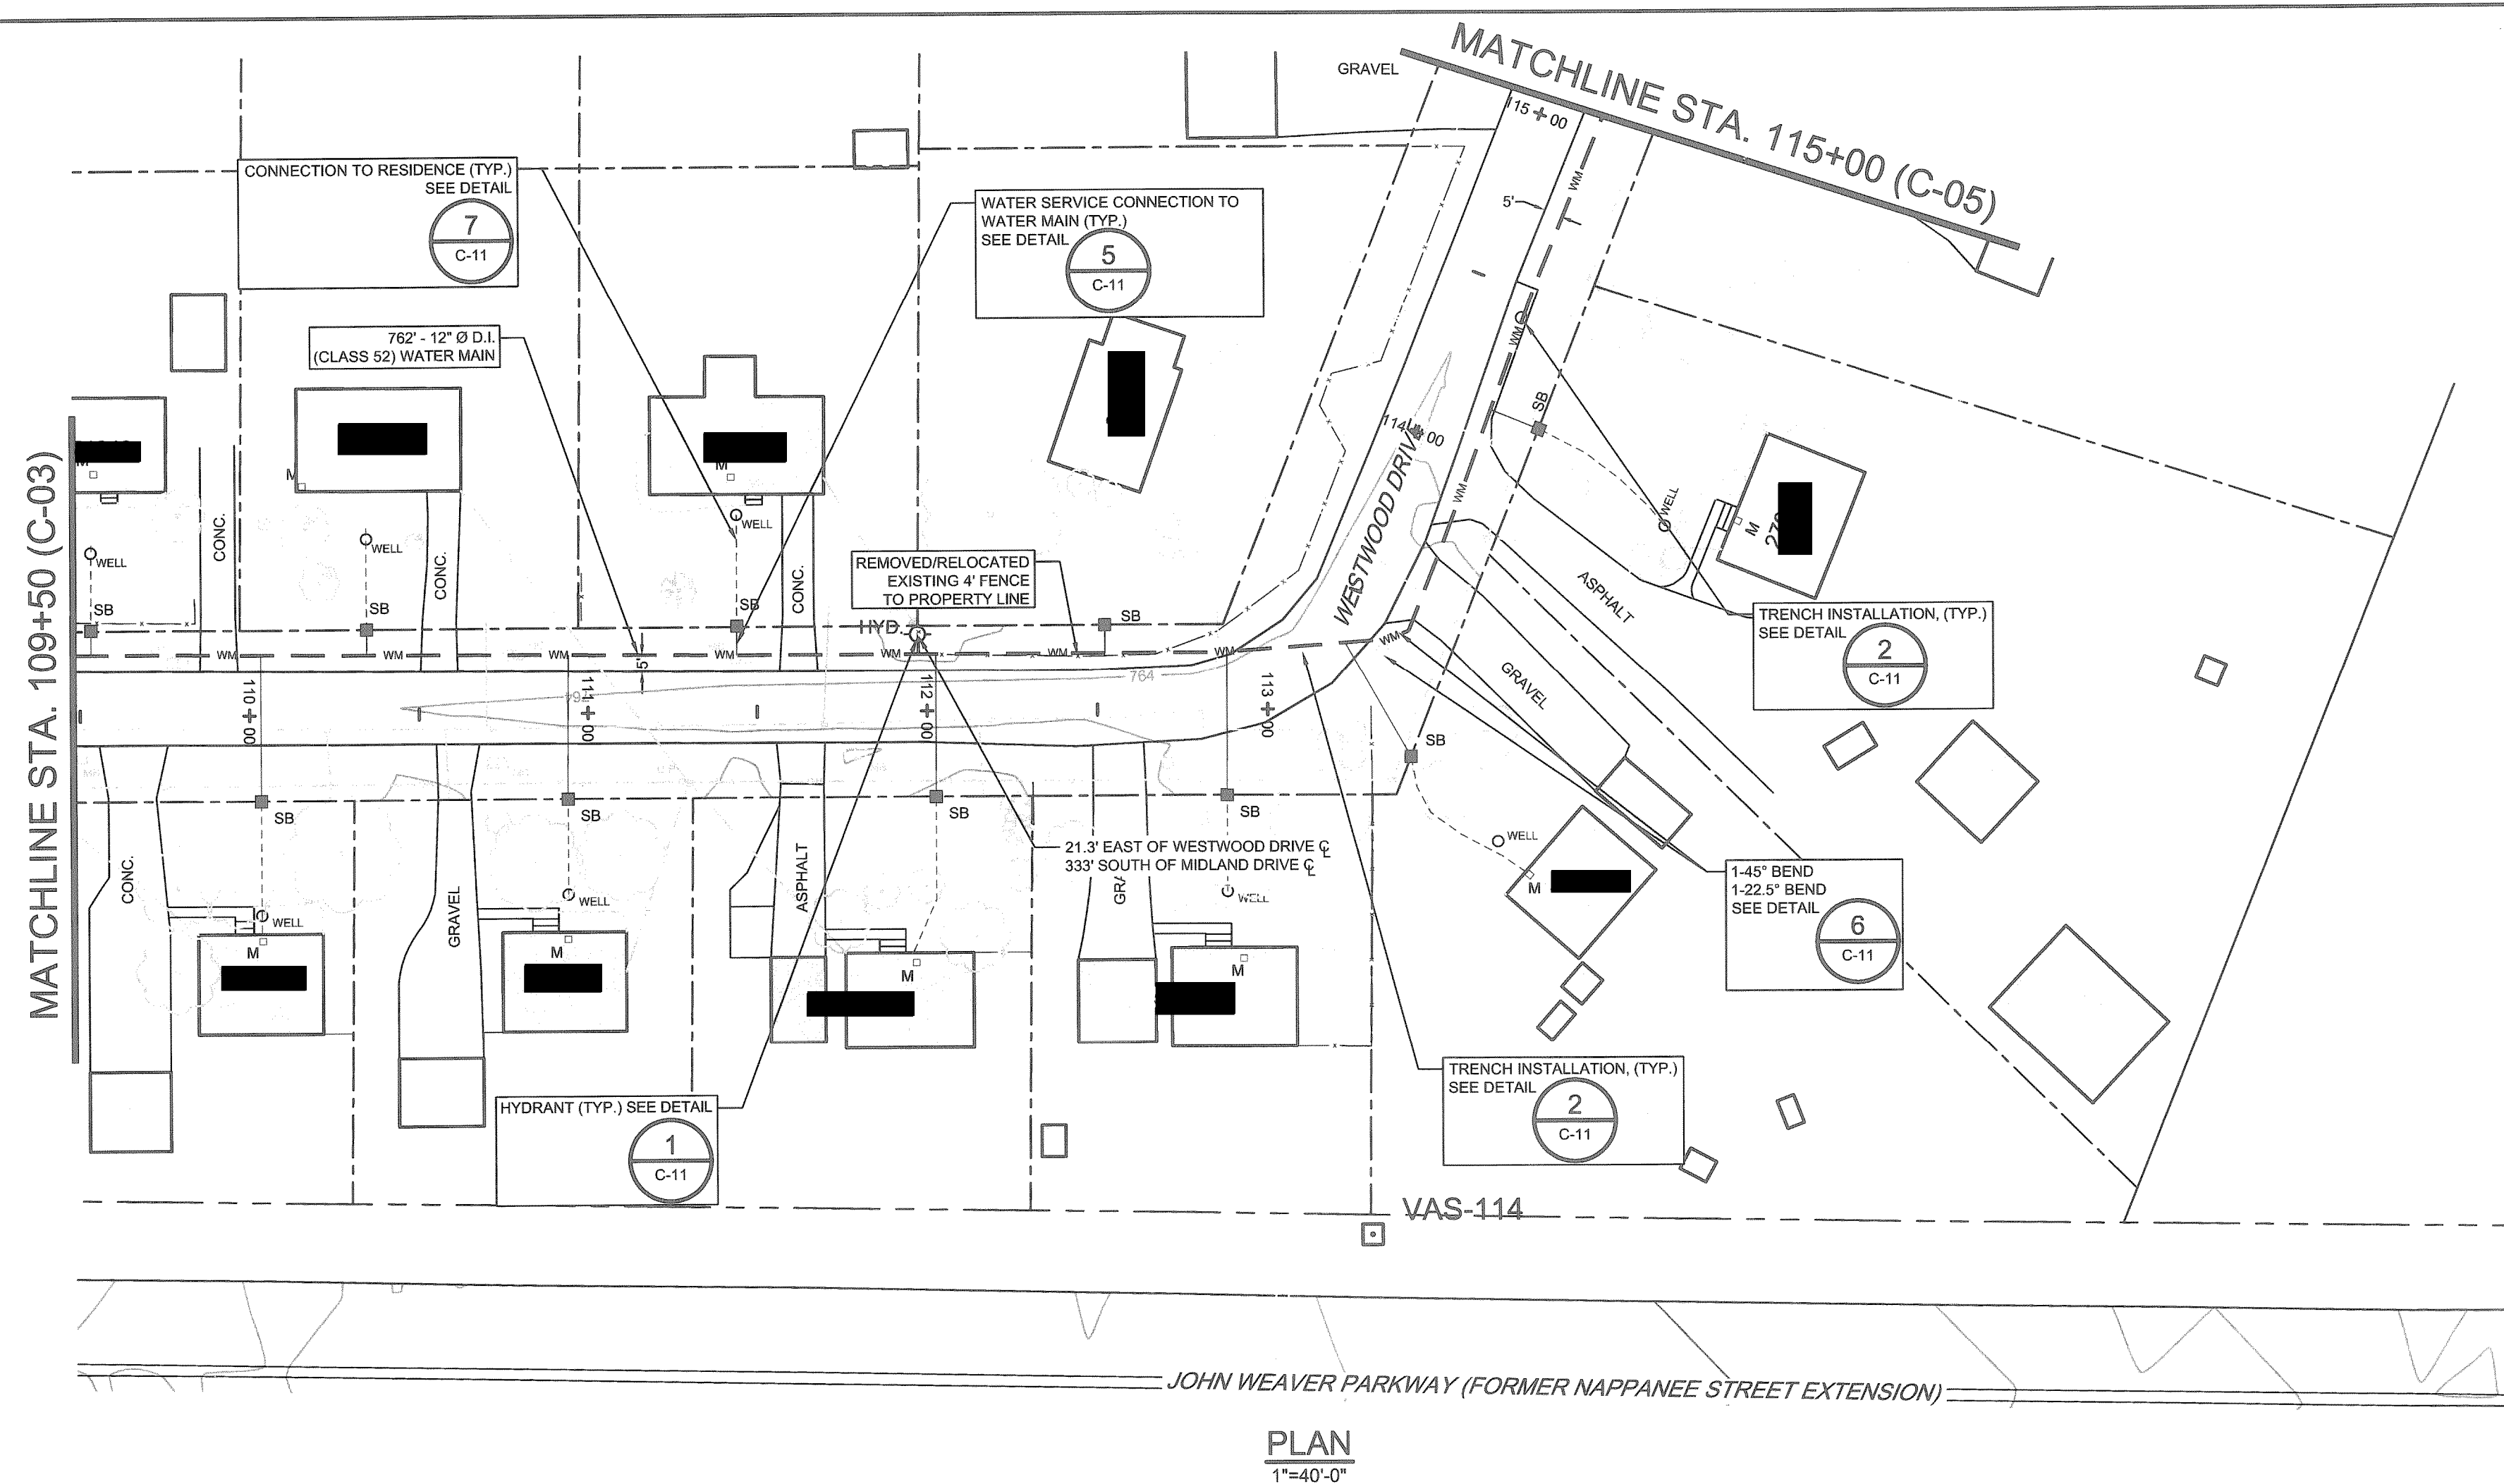 MATCHLINE STA. 115+00 (C-05)
GRAVEL
115+00
CONNECTION TO RESIDENCE (TYP.)
SEE DETAIL
7
C-11
WATER SERVICE CONNECTION TO
WATER MAIN (TYP.)
SEE DETAIL
5
C-11
5'
WM
762' - 12" Ø D.I.
(CLASS 52) WATER MAIN
WM
SB
114+00
WESTWOOD DRIVE
WM
MATCHLINE STA. 109+50 (C-03)
M
M
M
CONC.
WELL
WELL
CONC.
WELL
CONC.
WELL
M
REMOVED/RELOCATED
EXISTING 4' FENCE
TO PROPERTY LINE
ASPHALT
TRENCH INSTALLATION, (TYP.)
SEE DETAIL
2
C-11
SB
SB
SB
HYD.
SB
WM
WM
WM
WM
5'
WM
WM
WM
GRAVEL
764
110+00
111+00
112+00
113+00
SB
SB
SB
SB
SB
CONC.
GRAVEL
ASPHALT
21.3' EAST OF WESTWOOD DRIVE ℄
333' SOUTH OF MIDLAND DRIVE ℄
WELL
WELL
WELL
WELL
M
M
M
M
M
1-45° BEND
1-22.5° BEND
SEE DETAIL
6
C-11
TRENCH INSTALLATION, (TYP.)
SEE DETAIL
2
C-11
HYDRANT (TYP.) SEE DETAIL
1
C-11
VAS-114
JOHN WEAVER PARKWAY (FORMER NAPPANEE STREET EXTENSION)
PLAN
1"=40'-0"